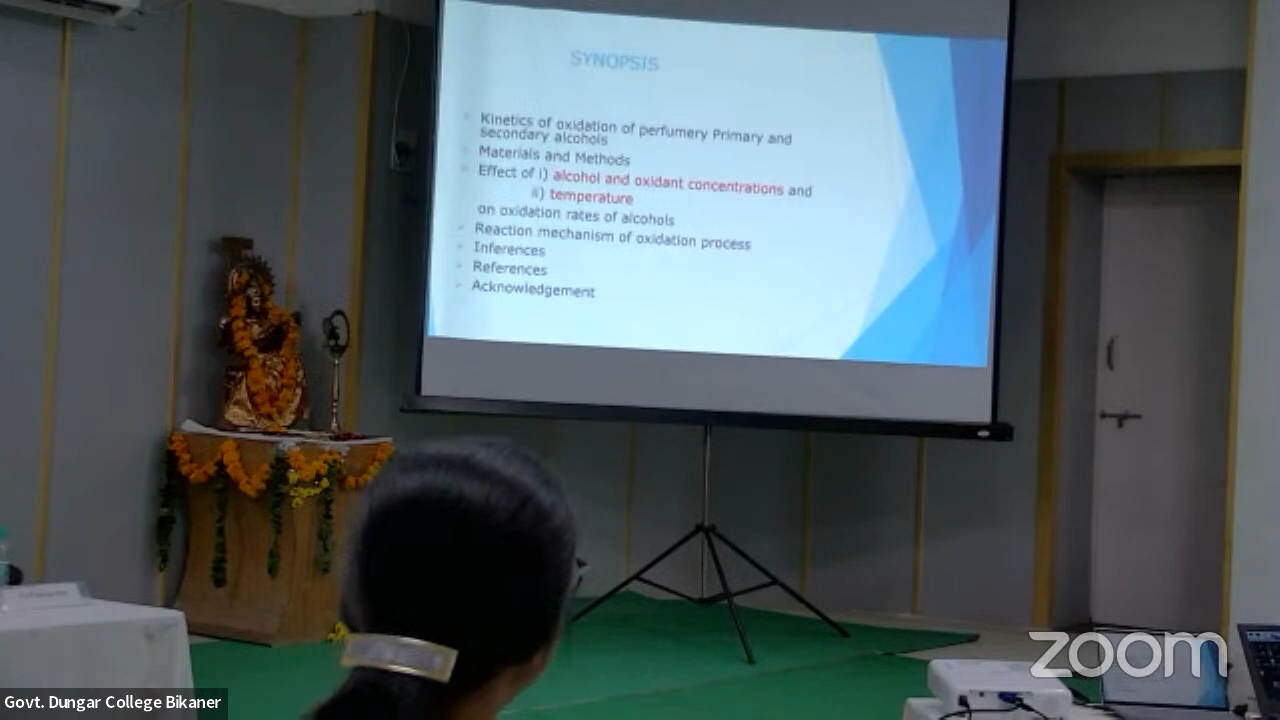 SYNOPSIS
Kinetics of oxidation of perfumery Primary and
secondary alcohols
Materials and Methods
Effect of i) alcohol and oxidant concentrations and
ii) temperature
on oxidation rates of alcohols
Reaction mechanism of oxidation process
Inferences
References
Acknowledgement
zoom
Govt. Dungar College Bikaner